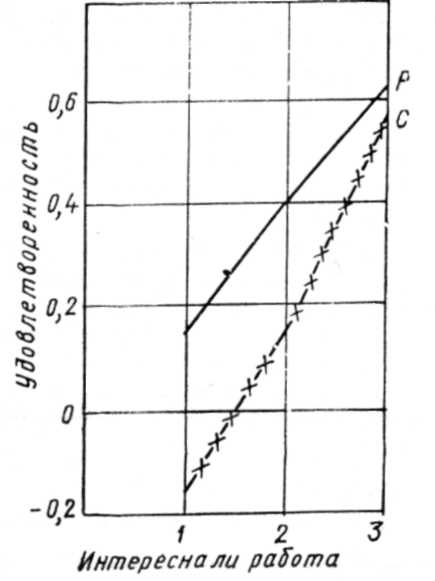 Удовлетворенность
0,6
0,4
0,2
0
-0,2
P
C
1 2 3
Интересна ли работа